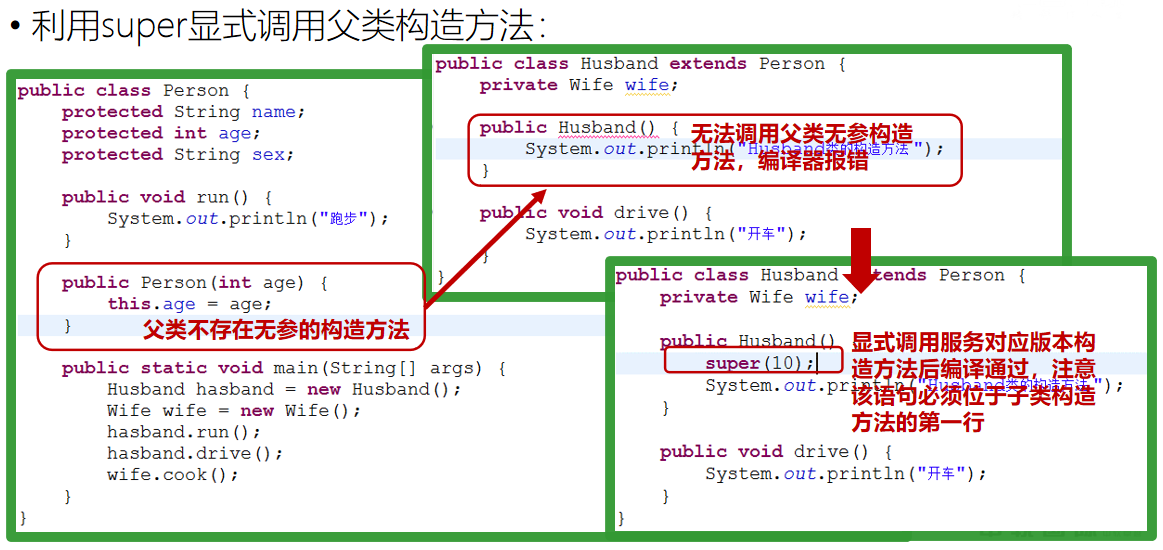 • 利用super显式调用父类构造方法：
public class Person {
protected String name;
protected int age;
protected String sex;
public void run() {
System.out.println("跑步");
}
public Person(int age) {
this.age = age;
}
父类不存在无参的构造方法
public static void main(String[] args) {
Husband hasband = new Husband();
Wife wife = new Wife();
hasband.run();
hasband.drive();
wife.cook();
}
}
public class Husband extends Person {
private Wife wife;
public Husband() {
System.out.println("Husband类的构造方法");
}
无法调用父类无参构造
方法，编译器报错
public void drive() {
System.out.println("开车");
}
}
public class Husband tends Person {
private Wife wife;
public Husband()
super(10);
System.out.println("Husband类的构造方法");
}
显式调用服务对应版本构
造方法后编译通过，注意
该语句必须位于子类构造
方法的第一行
public void drive() {
System.out.println("开车");
}
}